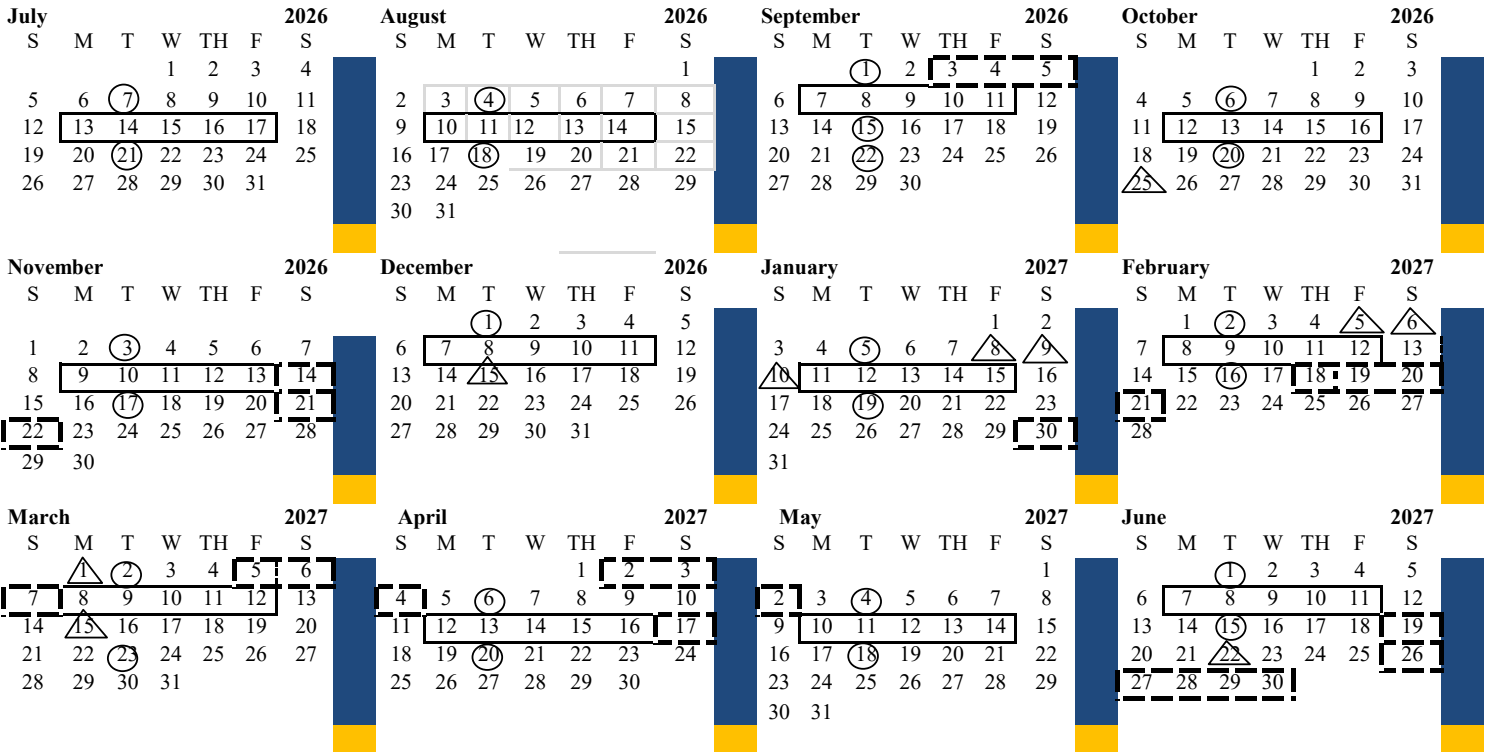 July 2026
S M T W TH F S
1 2 3 4
5 6 7 8 9 10 11
12 13 14 15 16 17 18
19 20 21 22 23 24 25
26 27 28 29 30 31
August 2026
S M T W TH F S
1
2 3 4 5 6 7 8
9 10 11 12 13 14 15
16 17 18 19 20 21 22
23 24 25 26 27 28 29
30 31
September 2026
S M T W TH F S
1 2 3 4 5
6 7 8 9 10 11 12
13 14 15 16 17 18 19
20 21 22 23 24 25 26
27 28 29 30
October 2026
S M T W TH F S
1 2 3
4 5 6 7 8 9 10
11 12 13 14 15 16 17
18 19 20 21 22 23 24
25 26 27 28 29 30 31
November 2026
S M T W TH F S
1 2 3 4 5 6 7
8 9 10 11 12 13 14
15 16 17 18 19 20 21
22 23 24 25 26 27 28
29 30
December 2026
S M T W TH F S
1 2 3 4 5
6 7 8 9 10 11 12
13 14 15 16 17 18 19
20 21 22 23 24 25 26
27 28 29 30 31
January 2027
S M T W TH F S
1 2
3 4 5 6 7 8 9
10 11 12 13 14 15 16
17 18 19 20 21 22 23
24 25 26 27 28 29 30
31
February 2027
S M T W TH F S
1 2 3 4 5 6
7 8 9 10 11 12 13
14 15 16 17 18 19 20
21 22 23 24 25 26 27
28
March 2027
S M T W TH F S
1 2 3 4 5 6
7 8 9 10 11 12 13
14 15 16 17 18 19 20
21 22 23 24 25 26 27
28 29 30 31
April 2027
S M T W TH F S
1 2 3
4 5 6 7 8 9 10
11 12 13 14 15 16 17
18 19 20 21 22 23 24
25 26 27 28 29 30
May 2027
S M T W TH F S
1
2 3 4 5 6 7 8
9 10 11 12 13 14 15
16 17 18 19 20 21 22
23 24 25 26 27 28 29
30 31
June 2027
S M T W TH F S
1 2 3 4 5
6 7 8 9 10 11 12
13 14 15 16 17 18 19
20 21 22 23 24 25 26
27 28 29 30